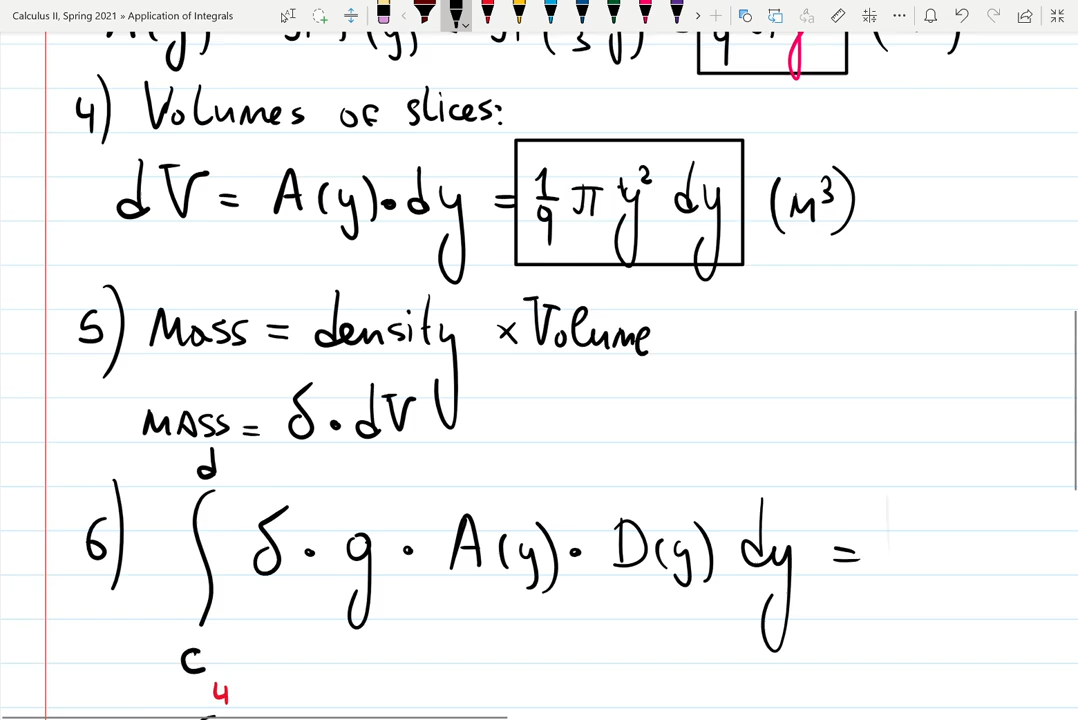 Calculus II, Spring 2021 » Application of Integrals
4) Volumes of slices:
dV = A(y)·dy = 1/9 π y² dy (m³)
5) Mass = density × Volume
mass = δ·dV
6) ∫ d c δ · g · A(y) · D(y) dy =
4